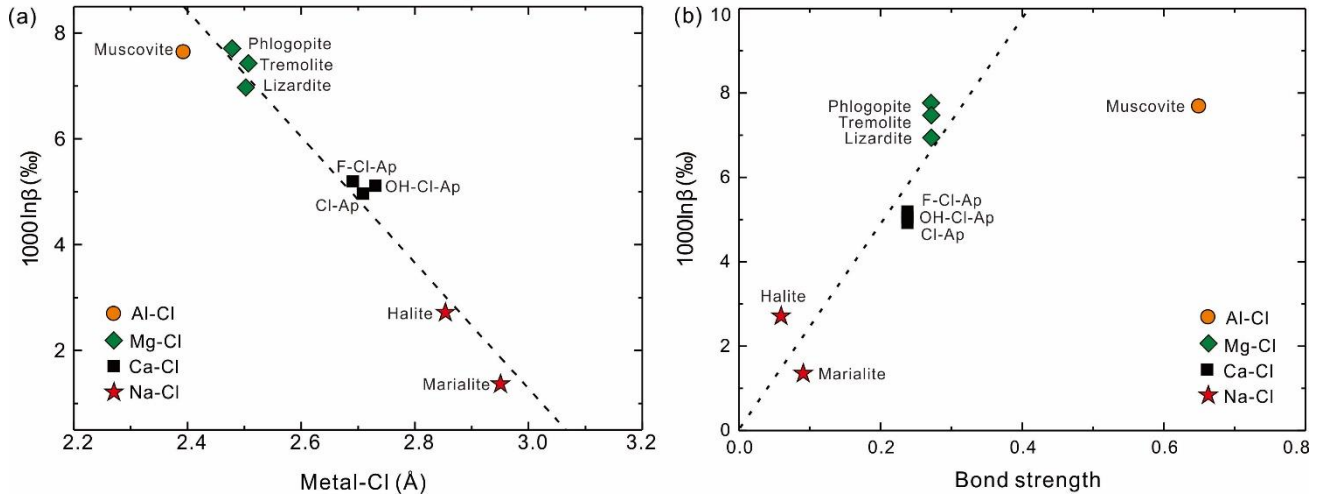 (a)
8
6
4
2
1000lnβ (‰)
Muscovite
Phlogopite
Tremolite
Lizardite
F-Cl-Ap
OH-Cl-Ap
Cl-Ap
Halite
Marialite
Al-Cl
Mg-Cl
Ca-Cl
Na-Cl
2.2 2.4 2.6 2.8 3.0 3.2
Metal-Cl (Å)
(b)
10
8
6
4
2
0
1000lnβ (‰)
Phlogopite
Tremolite
Lizardite
Muscovite
F-Cl-Ap
OH-Cl-Ap
Cl-Ap
Halite
Marialite
Al-Cl
Mg-Cl
Ca-Cl
Na-Cl
0.0 0.2 0.4 0.6 0.8
Bond strength